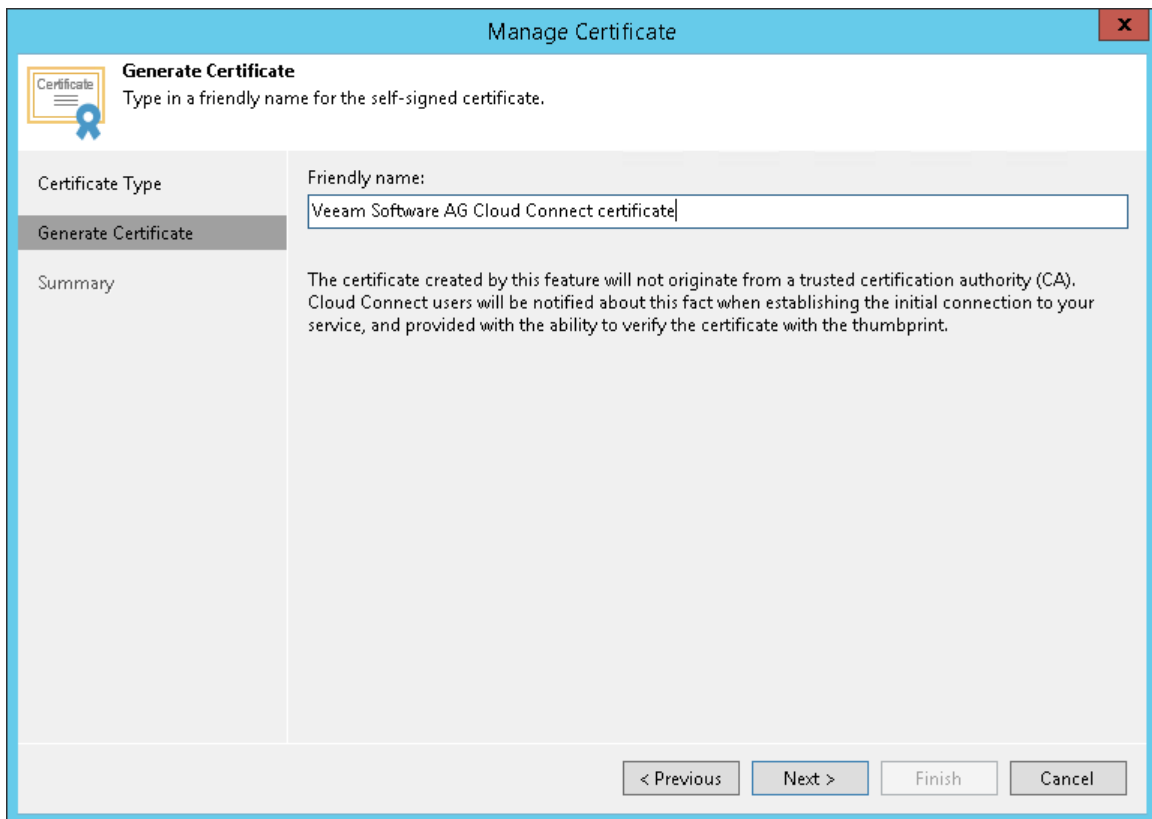 Manage Certificate
x
Certificate
Generate Certificate
Type in a friendly name for the self-signed certificate.
Certificate Type
Generate Certificate
Summary
Friendly name:
Veeam Software AG Cloud Connect certificate
The certificate created by this feature will not originate from a trusted certification authority (CA).
Cloud Connect users will be notified about this fact when establishing the initial connection to your
service, and provided with the ability to verify the certificate with the thumbprint.
< Previous
Next >
Finish
Cancel